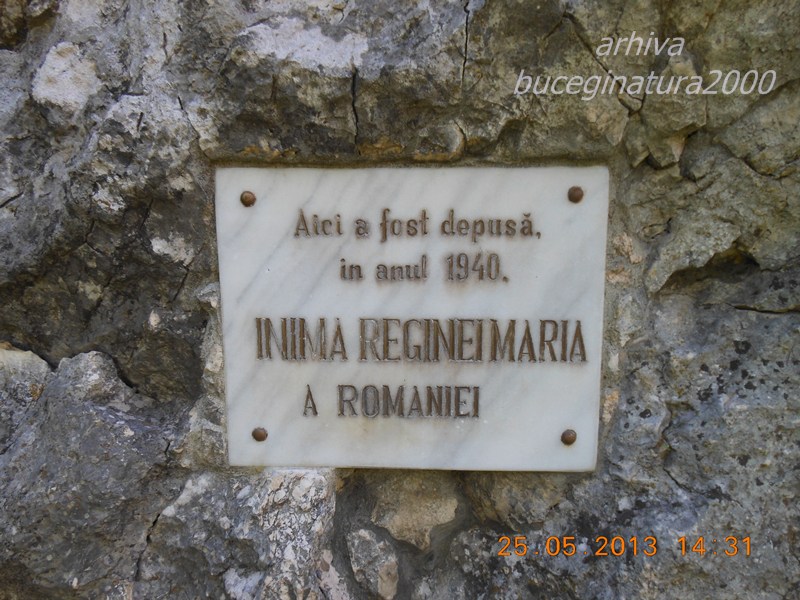 arhiva
buceginatura2000
Aici a fost depusă,
in anul 1940.
INIMA REGINEI MARIA
A ROMANIEI
25.05.2013 14:31